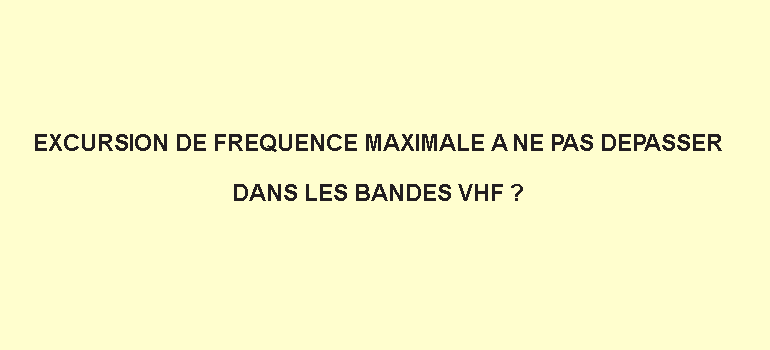 EXCURSION DE FREQUENCE MAXIMALE A NE PAS DEPASSER
DANS LES BANDES VHF ?